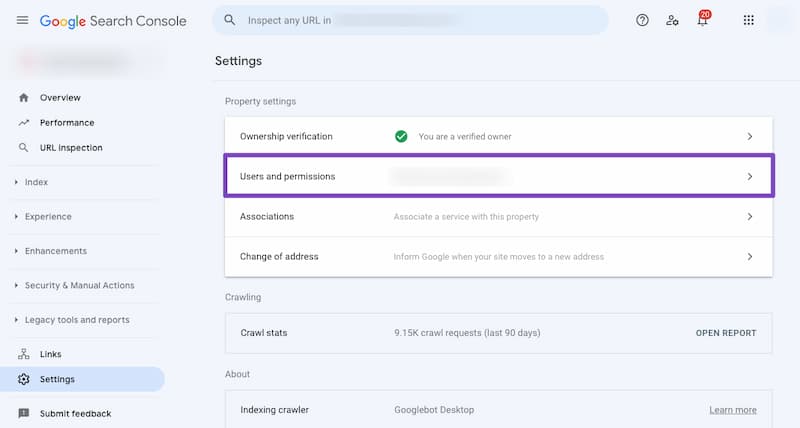 Google Search Console
Inspect any URL in
20
Settings
Overview
Performance
URL inspection
Index
Experience
Enhancements
Security & Manual Actions
Legacy tools and reports
Links
Settings
Submit feedback
Property settings
Ownership verification You are a verified owner
Users and permissions
Associations Associate a service with this property
Change of address Inform Google when your site moves to a new address
Crawling
Crawl stats 9.15K crawl requests (last 90 days) OPEN REPORT
About
Indexing crawler Googlebot Desktop Learn more